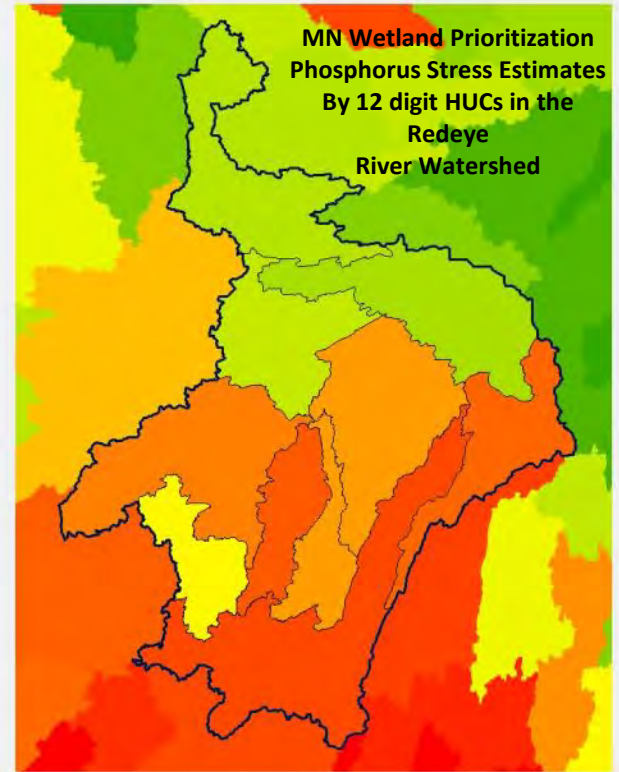 MN Wetland Prioritization
Phosphorus Stress Estimates
By 12 digit HUCs in the
Redeye
River Watershed